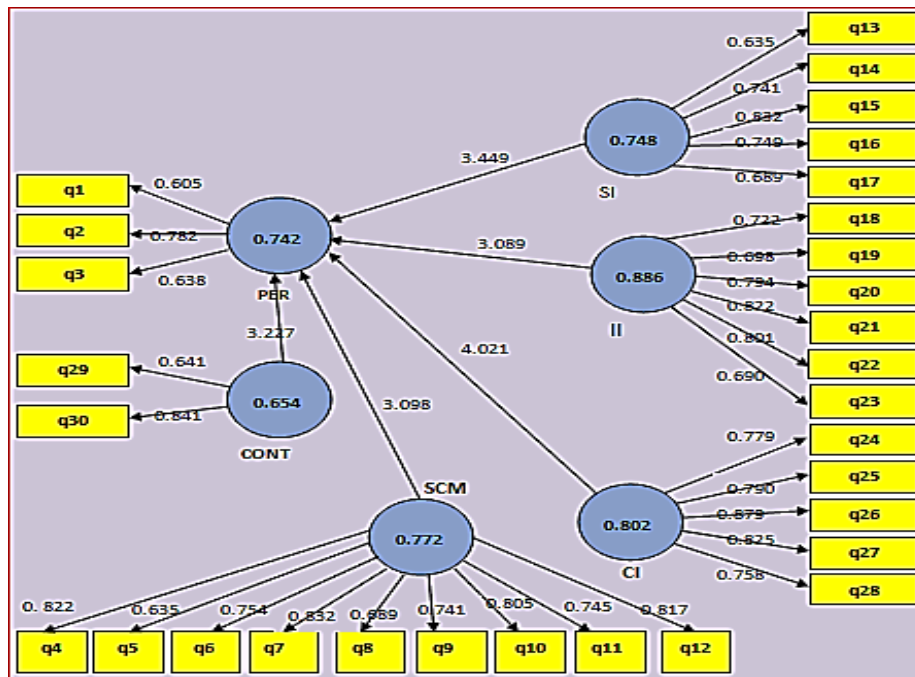 q13
0.635
q14
0.741
q15
0.832
0.748
q16
0.749
3.449
q17
0.689
SI
q1
0.605
q18
0.722
q2
0.782
0.742
3.089
q19
0.698
q3
0.638
0.886
q20
0.794
PER
q21
0.822
II
3.227
q22
0.801
4.021
q29
0.641
q23
0.690
0.654
3.098
q30
0.841
q24
0.779
CONT
q25
0.790
SCM
q26
0.879
0.802
0.772
q27
0.825
CI
q28
0.758
0. 822
0.635
0.754
0.832
0.689
0.741
0.805
0.745
0.817
q4
q5
q6
q7
q8
q9
q10
q11
q12